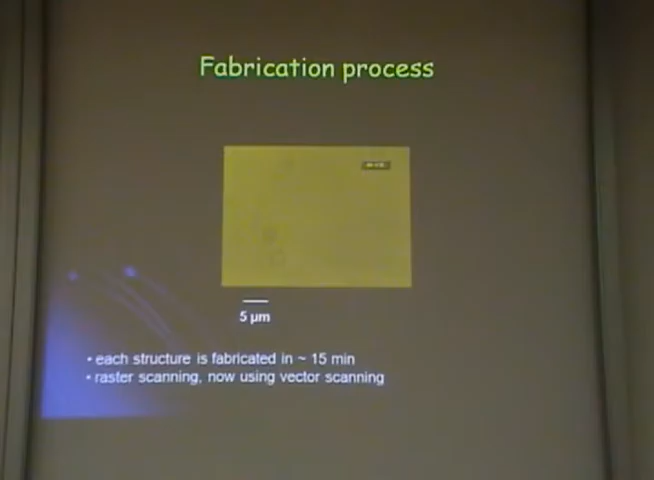 Fabrication process
5 µm
• each structure is fabricated in ~ 15 min
• raster scanning, now using vector scanning